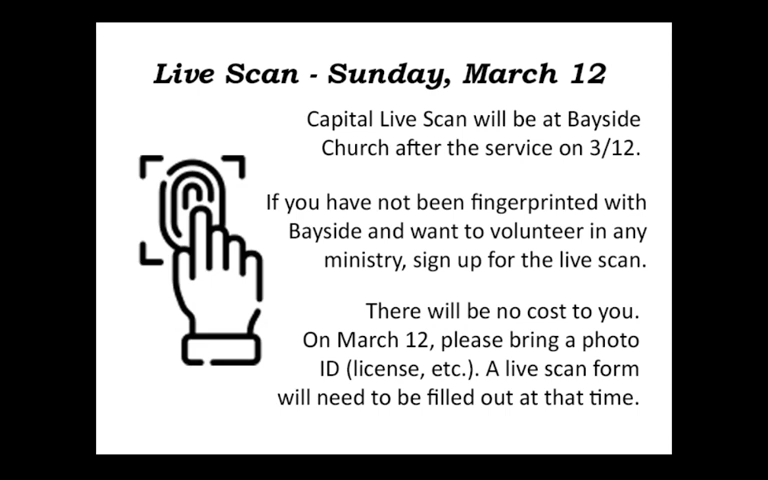 Live Scan - Sunday, March 12
Capital Live Scan will be at Bayside
Church after the service on 3/12.
If you have not been fingerprinted with
Bayside and want to volunteer in any
ministry, sign up for the live scan.
There will be no cost to you.
On March 12, please bring a photo
ID (license, etc.). A live scan form
will need to be filled out at that time.